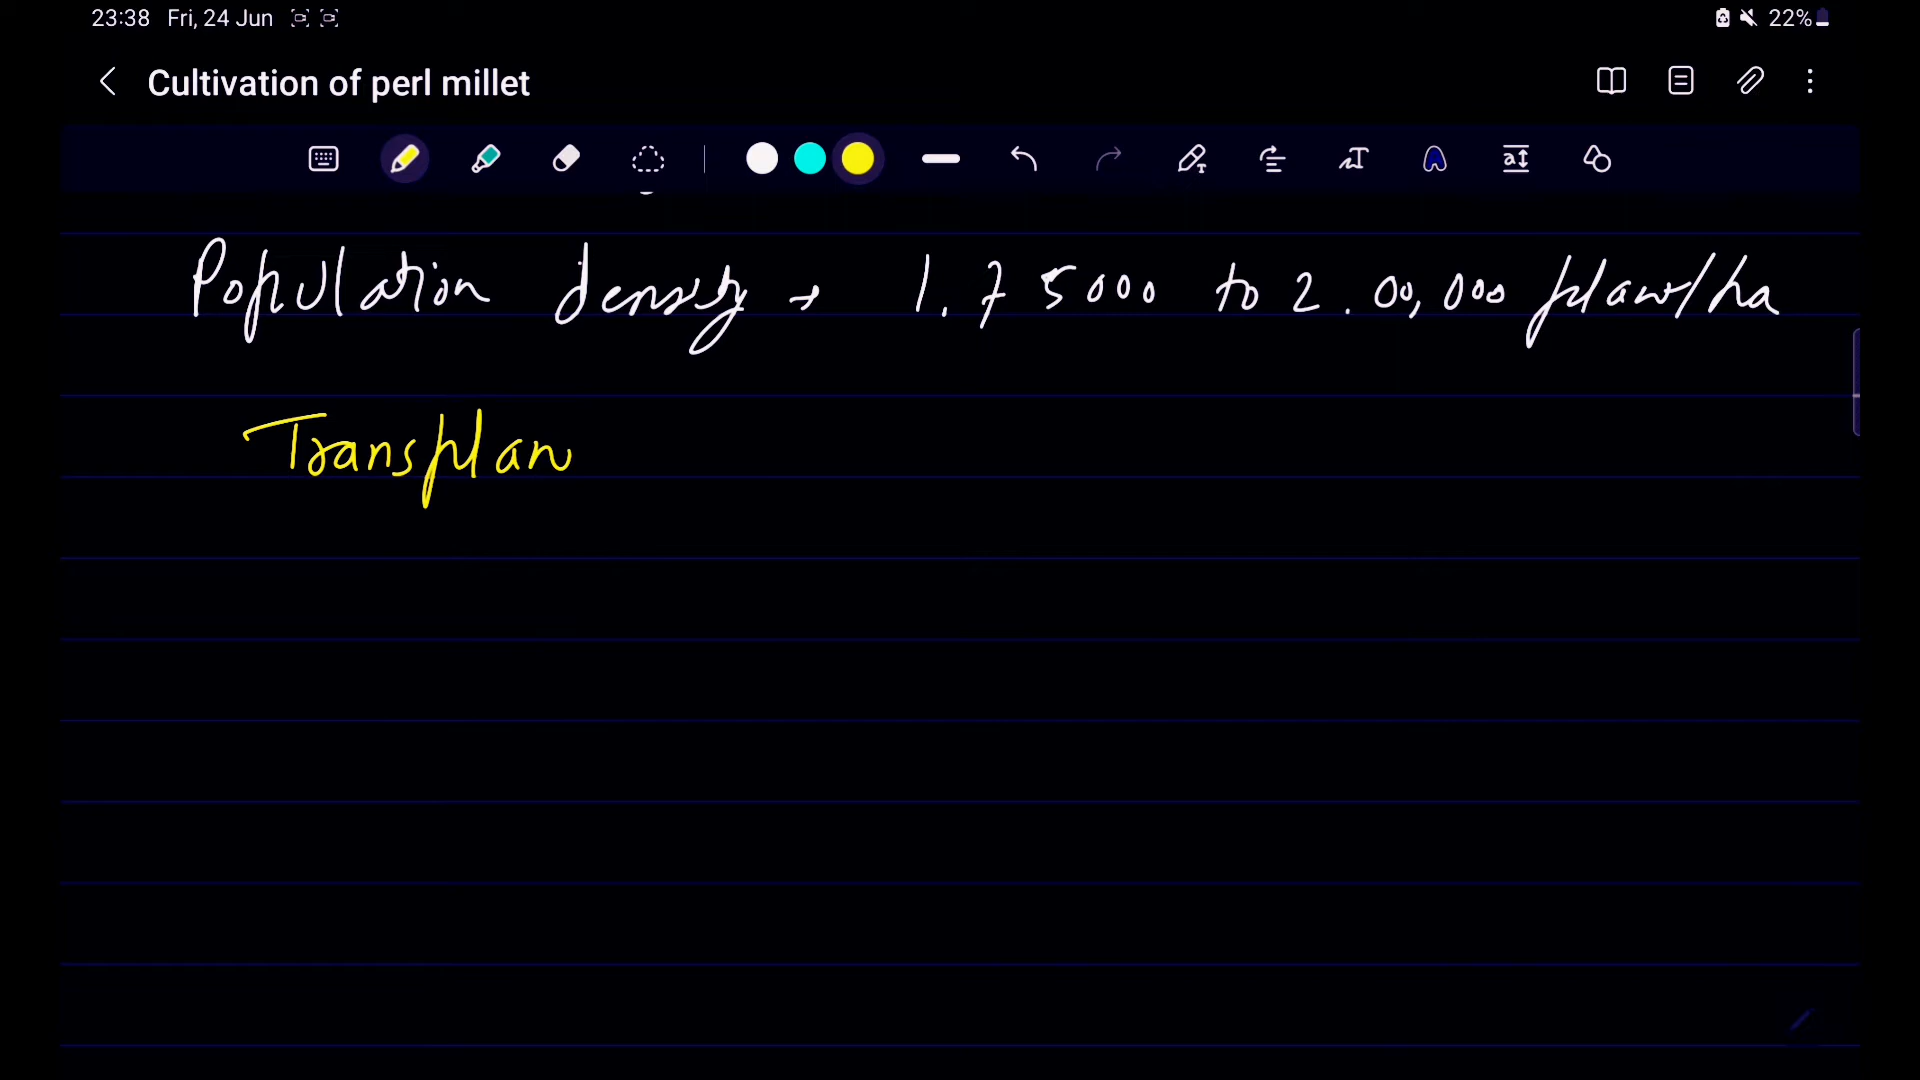 23:38 Fri, 24 Jun 22%
Cultivation of perl millet
Population density → 1.75000 to 2.00,000 plant/ha
Transplan